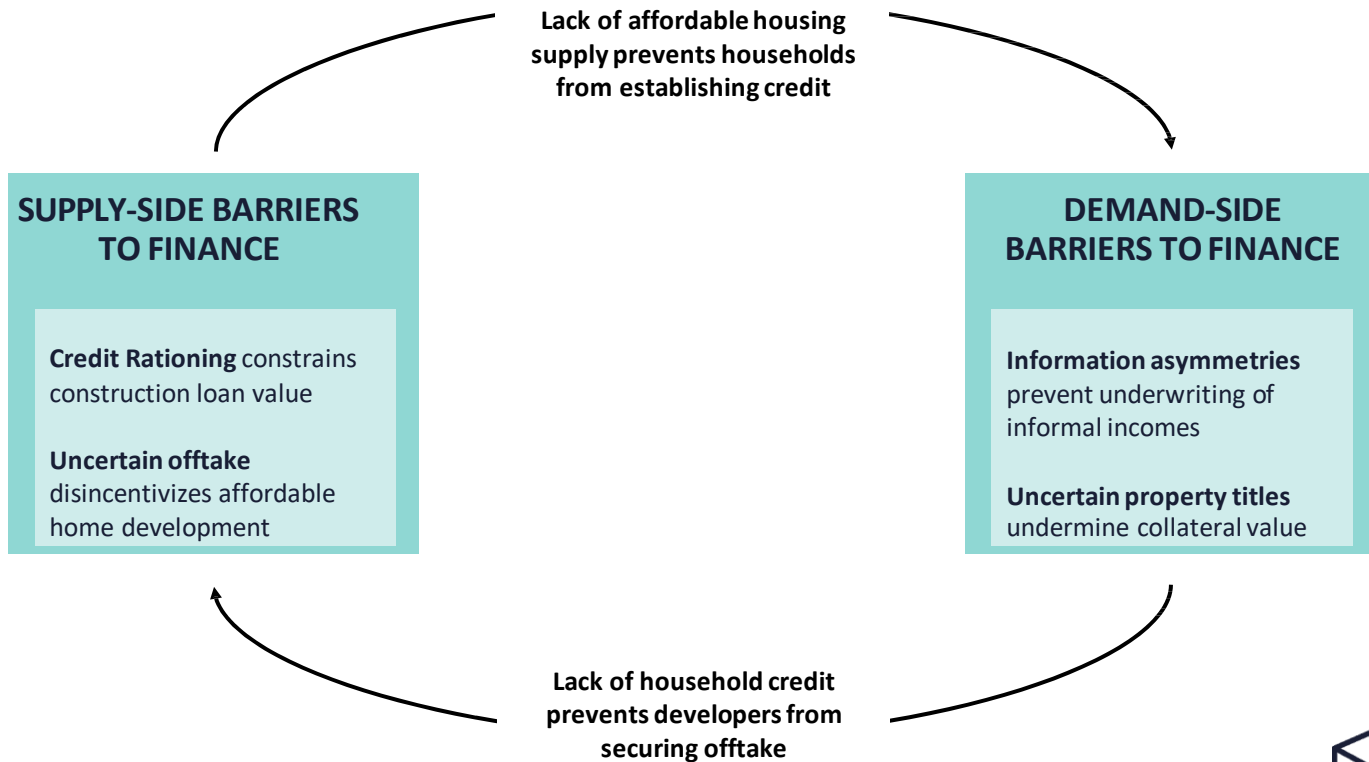 Lack of affordable housing
supply prevents households
from establishing credit
SUPPLY-SIDE BARRIERS
TO FINANCE
Credit Rationing constrains
construction loan value
Uncertain offtake
disincentivizes affordable
home development
DEMAND-SIDE
BARRIERS TO FINANCE
Information asymmetries
prevent underwriting of
informal incomes
Uncertain property titles
undermine collateral value
Lack of household credit
prevents developers from
securing offtake